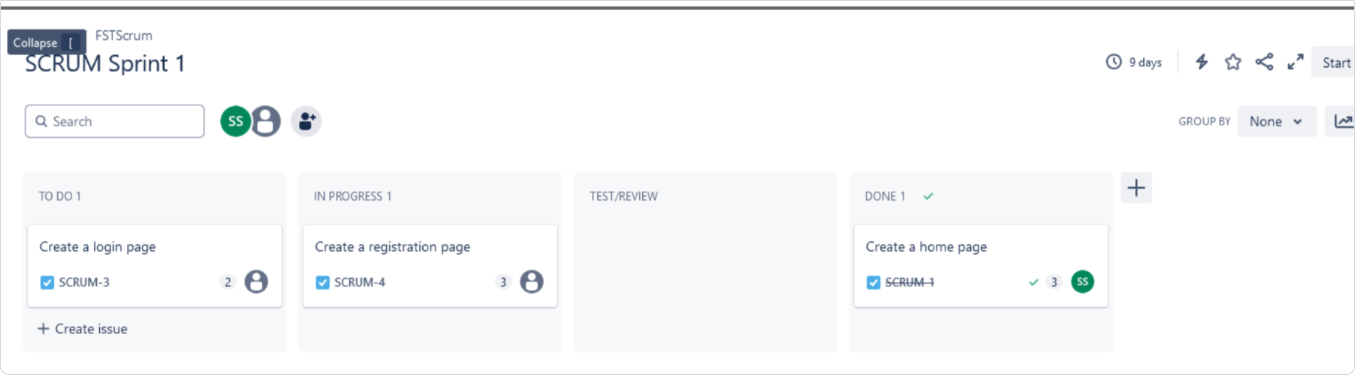 Collapse [
FSTScrum
SCRUM Sprint 1
9 days
Start
Search
SS
GROUP BY
None
TO DO 1
Create a login page
SCRUM-3
2
Create issue
IN PROGRESS 1
Create a registration page
SCRUM-4
3
TEST/REVIEW
DONE 1
Create a home page
SCRUM-1
3
SS